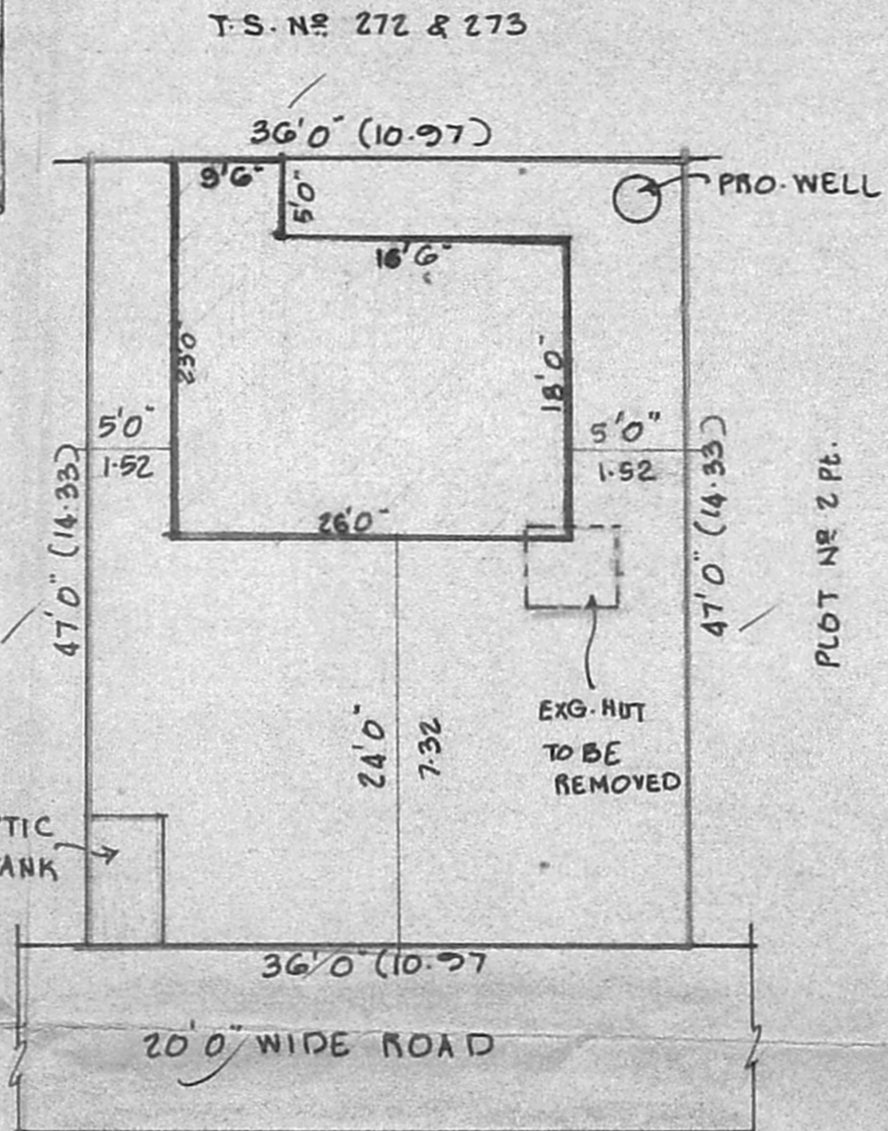 T.S. Nº 272 & 273
36'0" (10.97)
9'6"
5'0"
PRO. WELL
16'6"
23'0"
18'0"
5'0"
1.52
5'0"
1.52
47'0" (14.33)
47'0" (14.33)
PLOT Nº 2 Pt.
26'0"
24'0"
7.32
EXG. HUT
TO BE
REMOVED
TIC
ANK
36'0" (10.97
20'0" WIDE ROAD